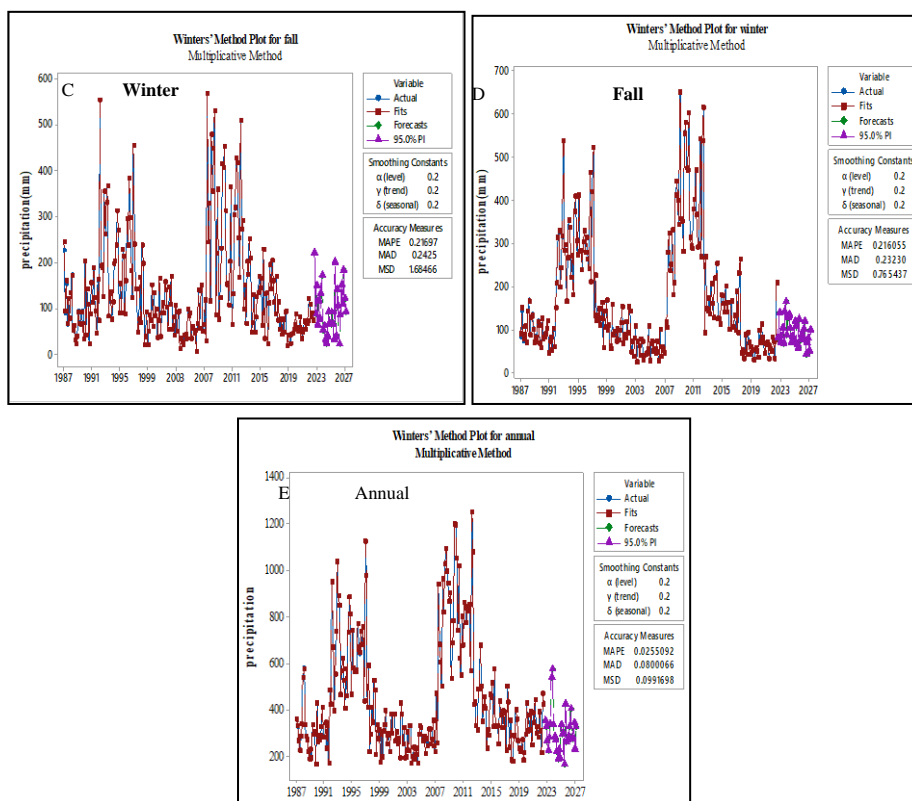 Winters' Method Plot for fall
Multiplicative Method
C
Winter
600
500
400
300
200
100
0
precipitation(mm)
1987 1991 1995 1999 2003 2007 2011 2015 2019 2023 2027
Variable
Actual
Fits
Forecasts
95.0% PI
Smoothing Constants
α (level) 0.2
γ (trend) 0.2
δ (seasonal) 0.2
Accuracy Measures
MAPE 0.21697
MAD 0.2425
MSD 1.68466
Winters' Method Plot for winter
Multiplicative Method
D
Fall
700
600
500
400
300
200
100
0
precipitation(mm)
1987 1991 1995 1999 2003 2007 2011 2015 2019 2023 2027
Variable
Actual
Fits
Forecasts
95.0% PI
Smoothing Constants
α (level) 0.2
γ (trend) 0.2
δ (seasonal) 0.2
Accuracy Measures
MAPE 0.216055
MAD 0.23230
MSD 0.765437
Winters' Method Plot for annual
Multiplicative Method
E
Annual
1400
1200
1000
800
600
400
200
precipitation
1987 1991 1995 1999 2003 2007 2011 2015 2019 2023 2027
Variable
Actual
Fits
Forecasts
95.0% PI
Smoothing Constants
α (level) 0.2
γ (trend) 0.2
δ (seasonal) 0.2
Accuracy Measures
MAPE 0.0255092
MAD 0.0800066
MSD 0.0991698